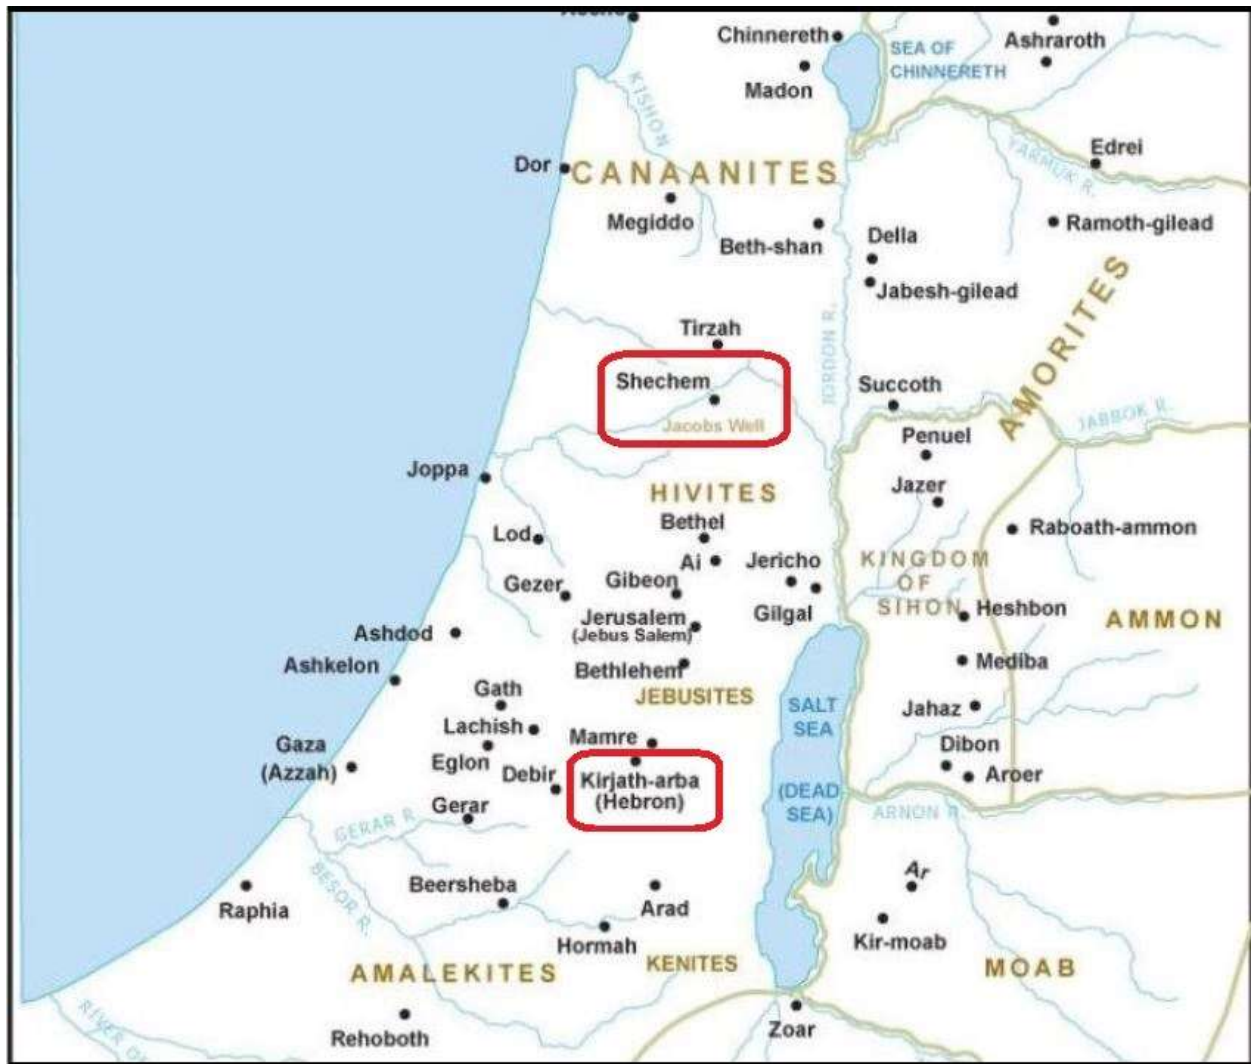 Chinnereth
SEA OF
CHINNERETH
Ashraroth
Madon
KISHON
Dor
CANAANITES
YARMUK R.
Edrei
Megiddo
Beth-shan
Della
Ramoth-gilead
Jabesh-gilead
AMORITES
JORDON R.
Tirzah
Shechem
Jacobs Well
Succoth
JABBOK R.
Penuel
Joppa
HIVITES
Jazer
Bethel
Lod
Raboath-ammon
Ai
Jericho
KINGDOM
OF
SIHON
Gezer
Gibeon
Gilgal
Heshbon
Jerusalem
(Jebus Salem)
AMMON
Ashdod
Ashkelon
Bethlehem
Mediba
JEBUSITES
Gath
SALT
SEA
Jahaz
Lachish
Mamre
Gaza
(Azzah)
Eglon
Dibon
Debir
Kirjath-arba
(Hebron)
Aroer
(DEAD
SEA)
Gerar
GERAR R.
ARNON R.
BESOR R.
Ar
Beersheba
Raphia
Arad
Hormah
Kir-moab
AMALEKITES
KENITES
MOAB
Rehoboth
Zoar
RIVER